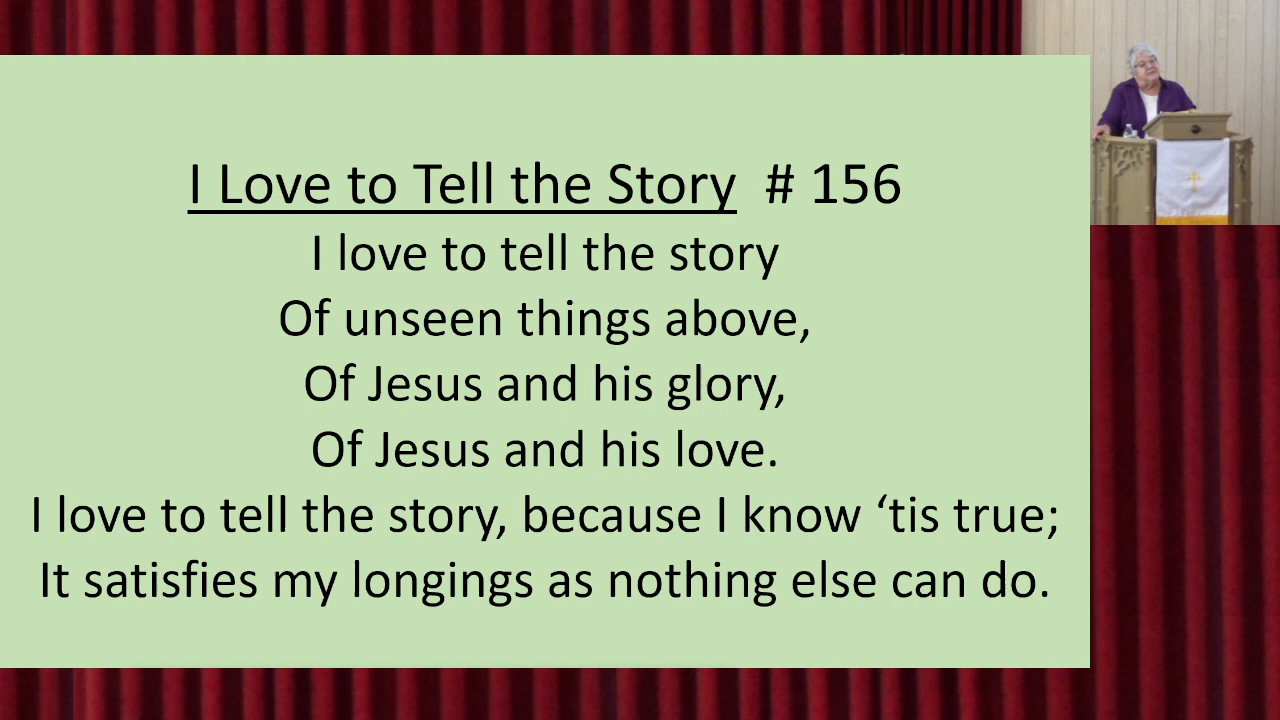 I Love to Tell the Story # 156
I love to tell the story
Of unseen things above,
Of Jesus and his glory,
Of Jesus and his love.
I love to tell the story, because I know ‘tis true;
It satisfies my longings as nothing else can do.